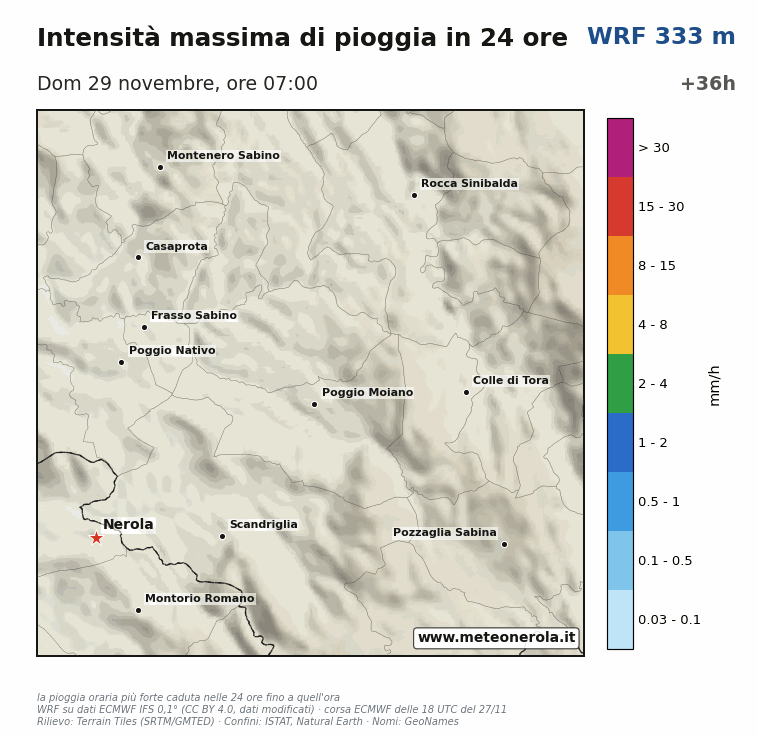 Intensità massima di pioggia in 24 ore WRF 333 m
Dom 29 novembre, ore 07:00 +36h
Montenero Sabino
Rocca Sinibalda
Casaprota
Frasso Sabino
Poggio Nativo
Colle di Tora
Poggio Moiano
Nerola
Scandriglia
Pozzaglia Sabina
Montorio Romano
www.meteonerola.it
> 30
15 - 30
8 - 15
4 - 8
2 - 4
1 - 2
0.5 - 1
0.1 - 0.5
0.03 - 0.1
mm/h
la pioggia oraria più forte caduta nelle 24 ore fino a quell'ora
WRF su dati ECMWF IFS 0,1° (CC BY 4.0, dati modificati) · corsa ECMWF delle 18 UTC del 27/11
Rilievo: Terrain Tiles (SRTM/GMTED) · Confini: ISTAT, Natural Earth · Nomi: GeoNames